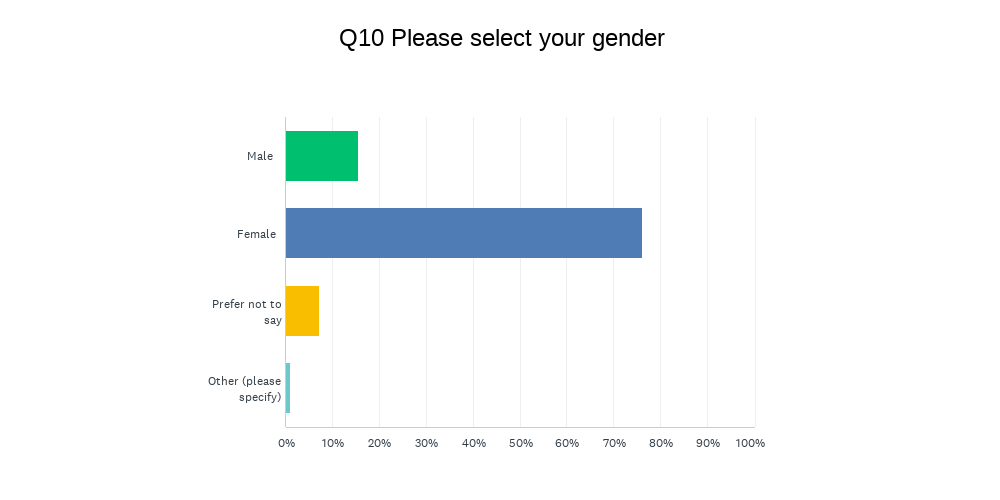 Q10 Please select your gender
Male
Female
Prefer not to
say
Other (please
specify)
0% 10% 20% 30% 40% 50% 60% 70% 80% 90% 100%